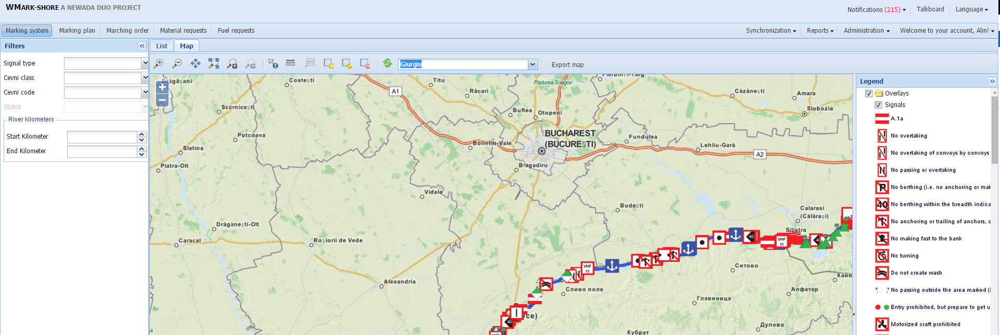 WMARK-SHORE A NEWADA DUO PROJECT
Notifications (215)
Talkboard
Language
Marking system
Marking plan
Marching order
Material requests
Fuel requests
Synchronization
Reports
Administration
Welcome to your account, Alin!
Filters
Signal type
Cevni class
Cevni code
Status
River kilometers
Start Kilometer
End Kilometer
List
Map
Giurgiu
Export map
Drăgășani
Costești
Titu
Pădurea Snagov
A1
Răcari
Căzănești
Amara
Scornicești
Buftea
Otopeni
Slobozia
Potcoava
BUCHAREST
(BUCUREȘTI)
Bolintin-Vale
Fundulea
Lehliu-Gară
Slatina
A2
Piatra-Olt
Bragadiru
Videle
Budești
Calarasi
(Călărași)
Drăgănești-Olt
Silistra
Caracal
Roșiorii de Vede
40
VHF
11
40
VHF
11
Ситово
Alexandria
Сливо поле
Алфатар
Главиница
Дулово
Кубрат
40
Legend
Overlays
Signals
A.1a
No overtaking
No overtaking of convoys by convoys
No passing or overtaking
No berthing (i.e. no anchoring or mak
40
No berthing within the breadth indica
No anchoring or trailing of anchors, c
No making fast to the bank
No turning
Do not create wash
No passing outside the area marked (i
Entry prohibited, but prepare to get u
Motorized craft prohibited